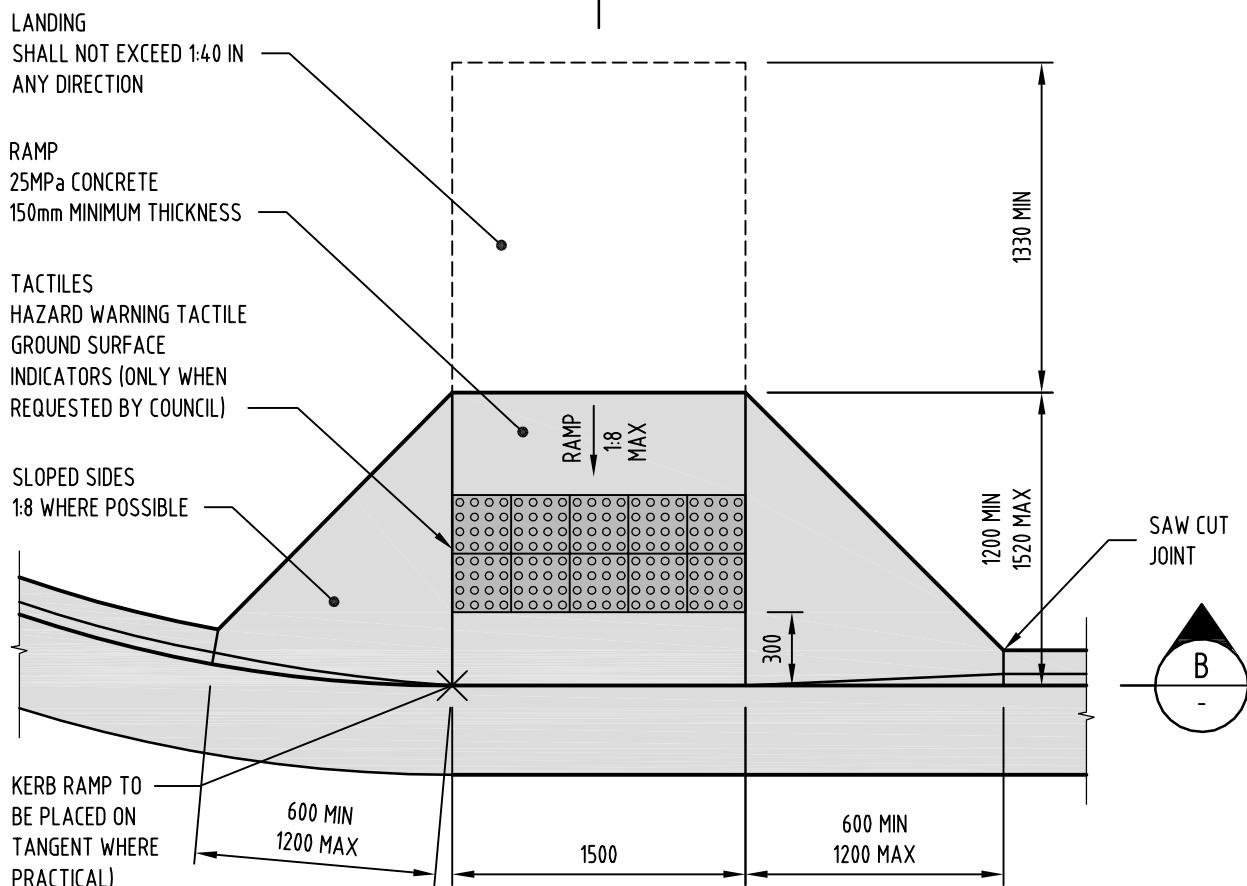 LANDING
SHALL NOT EXCEED 1:40 IN
ANY DIRECTION
RAMP
25MPa CONCRETE
150mm MINIMUM THICKNESS
TACTILES
HAZARD WARNING TACTILE
GROUND SURFACE
INDICATORS (ONLY WHEN
REQUESTED BY COUNCIL)
SLOPED SIDES
1:8 WHERE POSSIBLE
KERB RAMP TO
BE PLACED ON
TANGENT WHERE
PRACTICAL)
RAMP
1:8
MAX
300
1330 MIN
1200 MIN
1520 MAX
SAW CUT
JOINT
B
-
600 MIN
1200 MAX
1500
600 MIN
1200 MAX